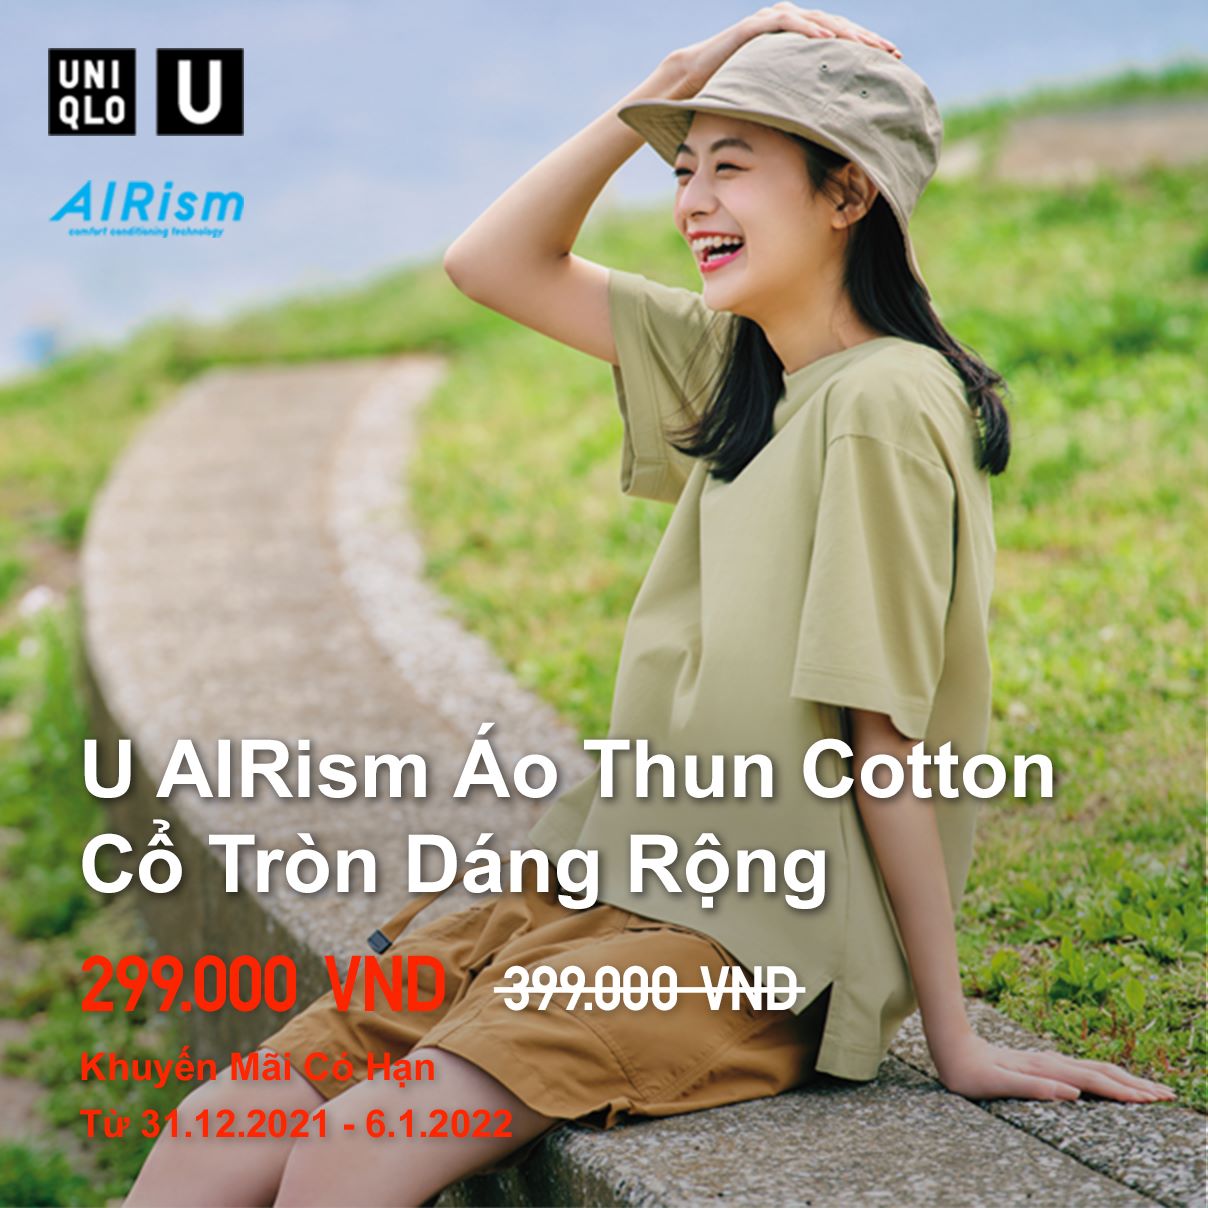 UNI
QLO
U
AIRism
comfort conditioning technology
U AIRism Áo Thun Cotton
Cổ Tròn Dáng Rộng
299.000 VND 399.000 VND
Khuyến Mãi Có Hạn
Từ 31.12.2021 - 6.1.2022